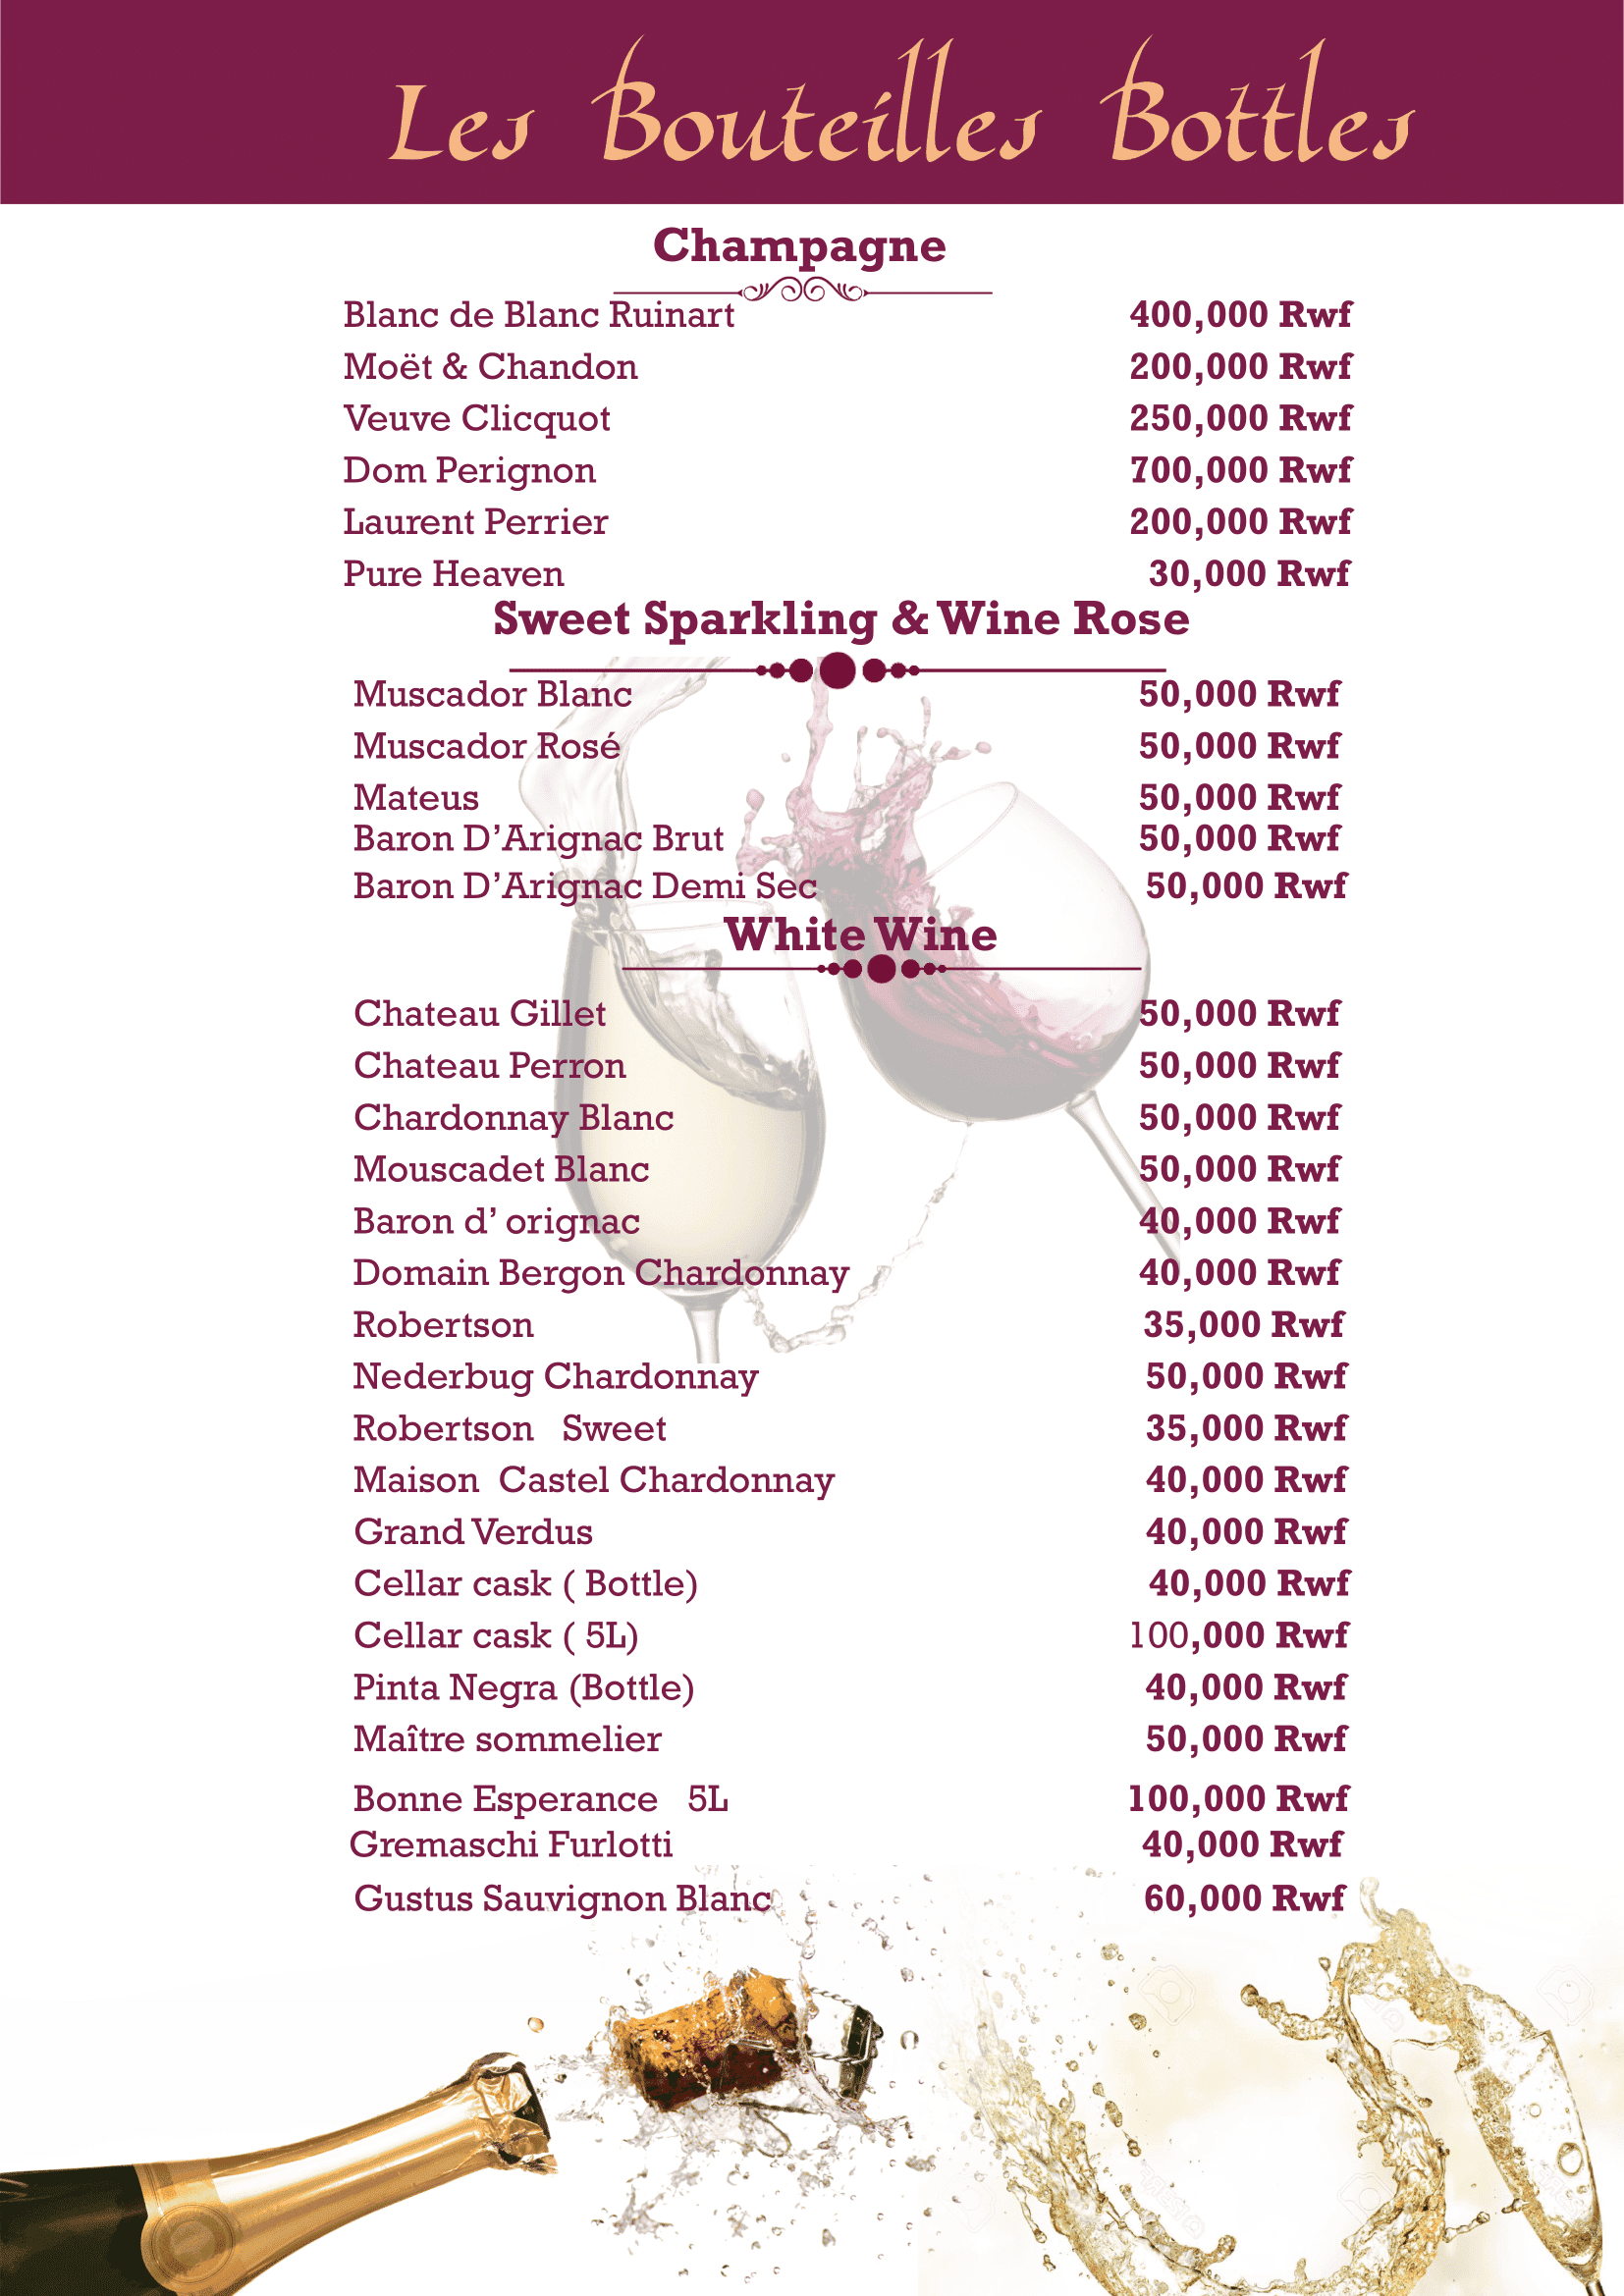 Les Bouteilles Bottles
Champagne
Blanc de Blanc Ruinart 400,000 Rwf
Moët & Chandon 200,000 Rwf
Veuve Clicquot 250,000 Rwf
Dom Perignon 700,000 Rwf
Laurent Perrier 200,000 Rwf
Pure Heaven 30,000 Rwf
Sweet Sparkling & Wine Rose
Muscador Blanc 50,000 Rwf
Muscador Rosé 50,000 Rwf
Mateus 50,000 Rwf
Baron D’Arignac Brut 50,000 Rwf
Baron D’Arignac Demi Sec 50,000 Rwf
White Wine
Chateau Gillet 50,000 Rwf
Chateau Perron 50,000 Rwf
Chardonnay Blanc 50,000 Rwf
Mouscadet Blanc 50,000 Rwf
Baron d’ orignac 40,000 Rwf
Domain Bergon Chardonnay 40,000 Rwf
Robertson 35,000 Rwf
Nederbug Chardonnay 50,000 Rwf
Robertson Sweet 35,000 Rwf
Maison Castel Chardonnay 40,000 Rwf
Grand Verdus 40,000 Rwf
Cellar cask ( Bottle) 40,000 Rwf
Cellar cask ( 5L) 100,000 Rwf
Pinta Negra (Bottle) 40,000 Rwf
Maître sommelier 50,000 Rwf
Bonne Esperance 5L 100,000 Rwf
Gremaschi Furlotti 40,000 Rwf
Gustus Sauvignon Blanc 60,000 Rwf